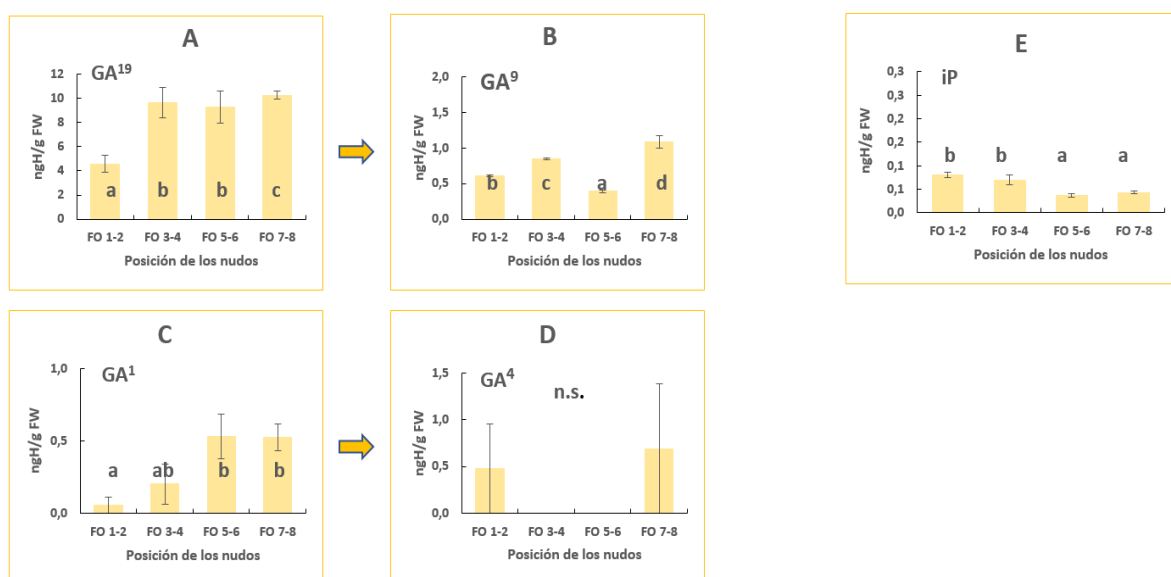 A
GA19
ngH/g FW
12
10
8
6
4
2
0
a b b c
FO 1-2 FO 3-4 FO 5-6 FO 7-8
Posición de los nudos
B
GA9
ngH/g FW
2,0
1,5
1,0
0,5
0,0
b c a d
FO 1-2 FO 3-4 FO 5-6 FO 7-8
Posición de los nudos
E
iP
ngH/g FW
0,3
0,3
0,2
0,2
0,1
0,1
0,0
b b a a
FO 1-2 FO 3-4 FO 5-6 FO 7-8
Posición de los nudos
C
GA1
ngH/g FW
1,0
0,5
0,0
a ab b b
FO 1-2 FO 3-4 FO 5-6 FO 7-8
Posición de los nudos
D
GA4
n.s.
ngH/g FW
1,5
1,0
0,5
0,0
FO 1-2 FO 3-4 FO 5-6 FO 7-8
Posición de los nudos